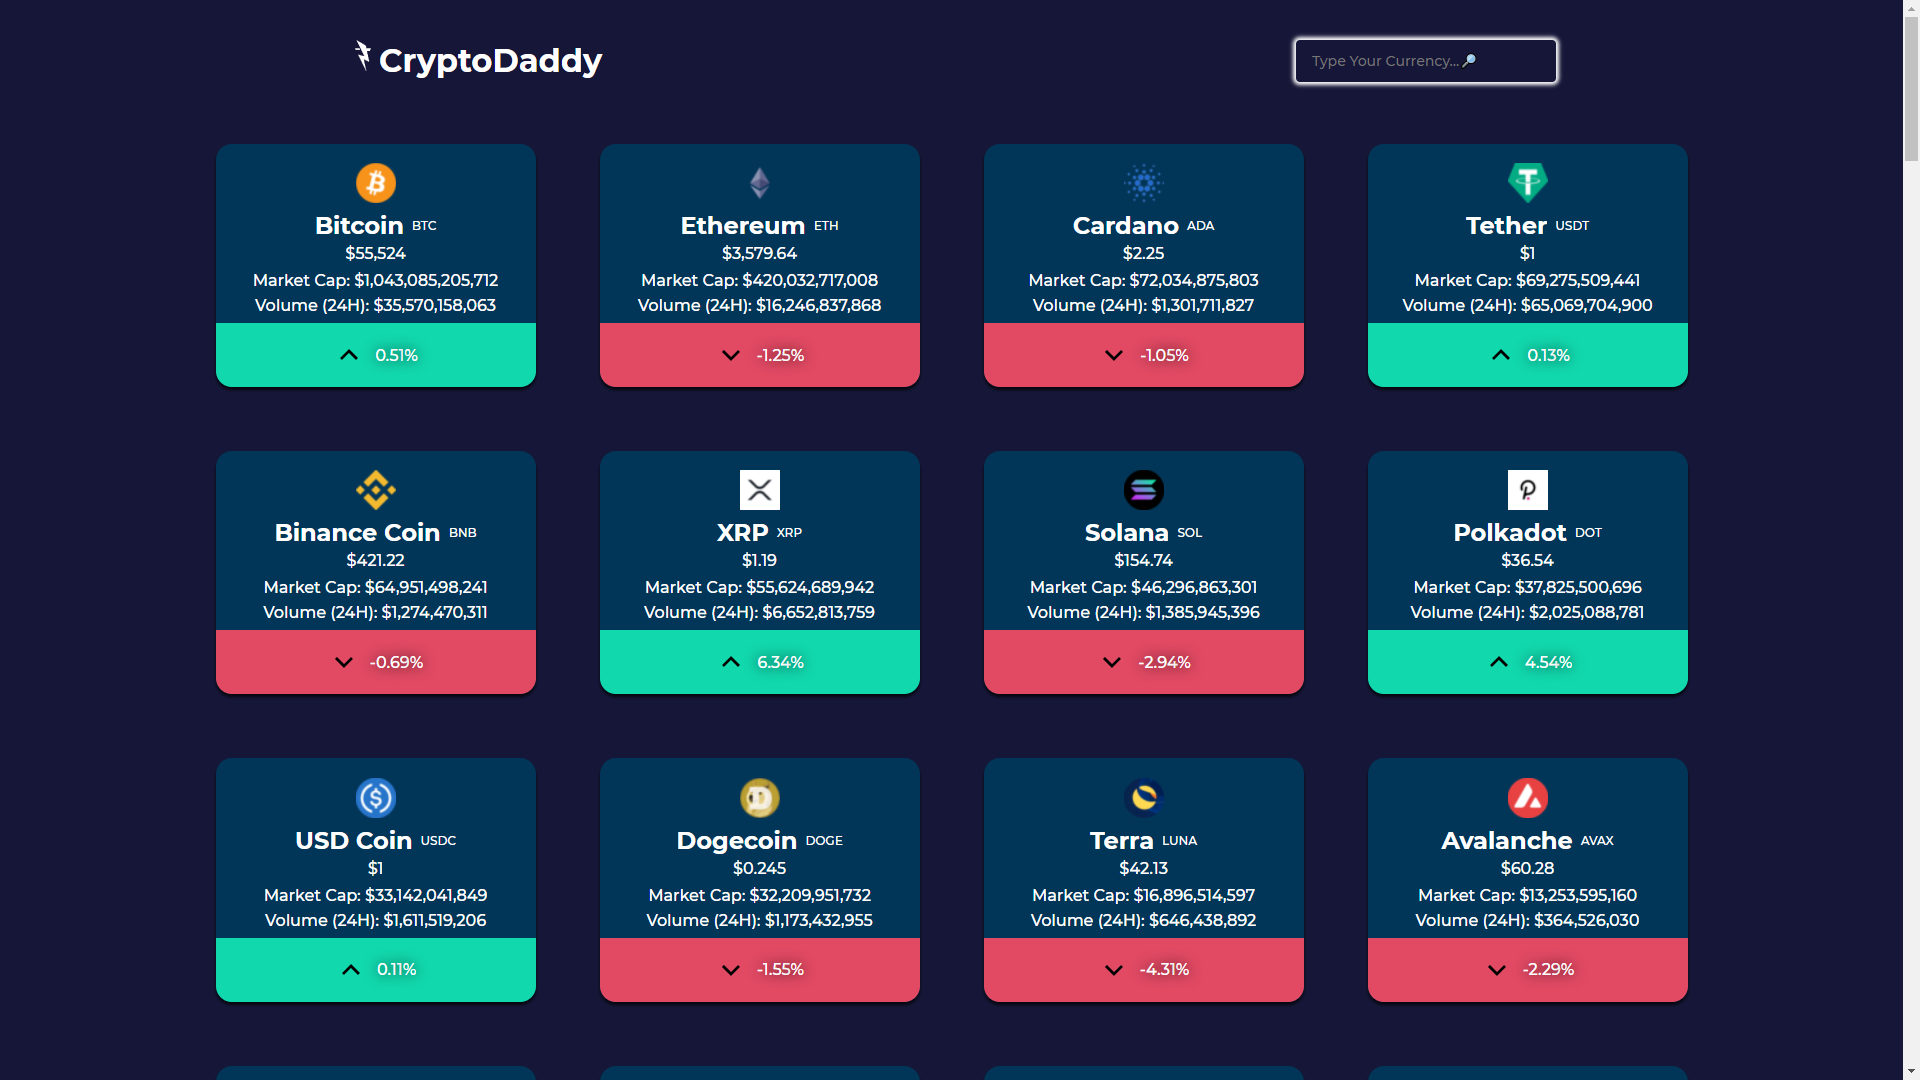 CryptoDaddy
Type Your Currency...🔎
Bitcoin BTC
$55,524
Market Cap: $1,043,085,205,712
Volume (24H): $35,570,158,063
0.51%
Ethereum ETH
$3,579.64
Market Cap: $420,032,717,008
Volume (24H): $16,246,837,868
-1.25%
Cardano ADA
$2.25
Market Cap: $72,034,875,803
Volume (24H): $1,301,711,827
-1.05%
Tether USDT
$1
Market Cap: $69,275,509,441
Volume (24H): $65,069,704,900
0.13%
Binance Coin BNB
$421.22
Market Cap: $64,951,498,241
Volume (24H): $1,274,470,311
-0.69%
XRP XRP
$1.19
Market Cap: $55,624,689,942
Volume (24H): $6,652,813,759
6.34%
Solana SOL
$154.74
Market Cap: $46,296,863,301
Volume (24H): $1,385,945,396
-2.94%
Polkadot DOT
$36.54
Market Cap: $37,825,500,696
Volume (24H): $2,025,088,781
4.54%
USD Coin USDC
$1
Market Cap: $33,142,041,849
Volume (24H): $1,611,519,206
0.11%
Dogecoin DOGE
$0.245
Market Cap: $32,209,951,732
Volume (24H): $1,173,432,955
-1.55%
Terra LUNA
$42.13
Market Cap: $16,896,514,597
Volume (24H): $646,438,892
-4.31%
Avalanche AVAX
$60.28
Market Cap: $13,253,595,160
Volume (24H): $364,526,030
-2.29%